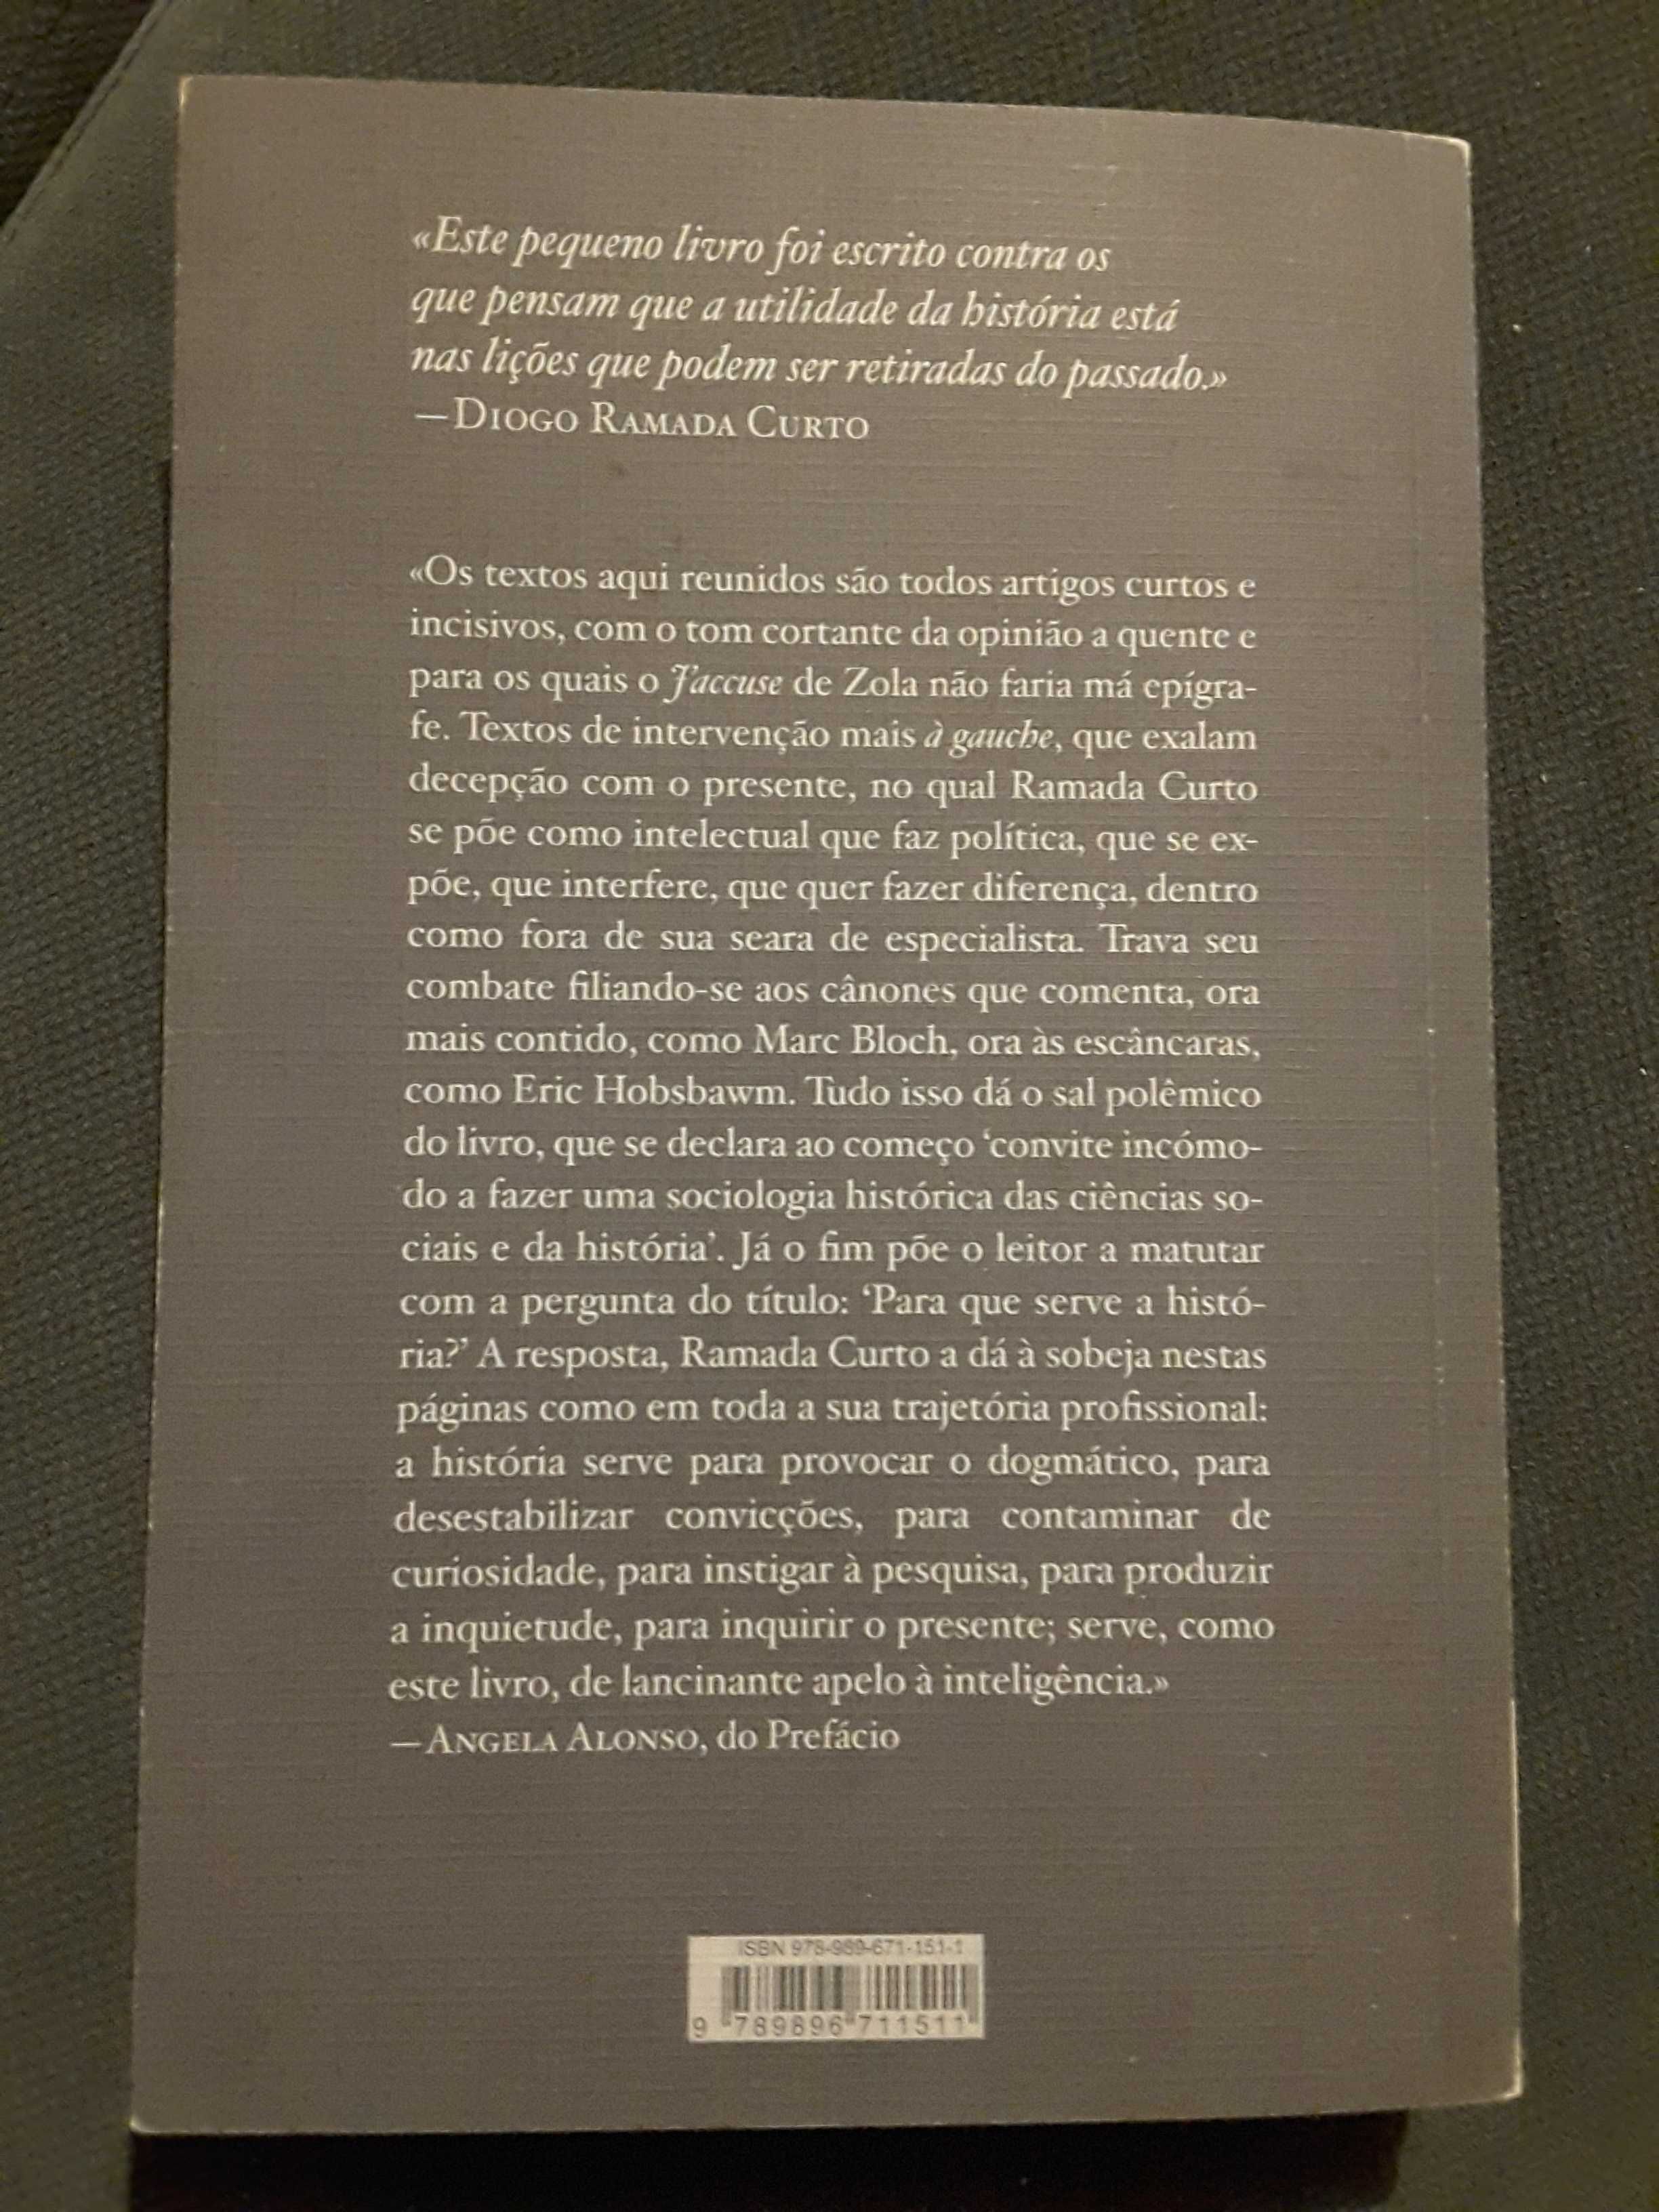 «Este pequeno livro foi escrito contra os
que pensam que a utilidade da história está
nas lições que podem ser retiradas do passado.»
—DIOGO RAMADA CURTO
«Os textos aqui reunidos são todos artigos curtos e
incisivos, com o tom cortante da opinião a quente e
para os quais o J'accuse de Zola não faria má epígra-
fe. Textos de intervenção mais à gauche, que exalam
decepção com o presente, no qual Ramada Curto
se põe como intelectual que faz política, que se ex-
põe, que interfere, que quer fazer diferença, dentro
como fora de sua seara de especialista. Trava seu
combate filiando-se aos cânones que comenta, ora
mais contido, como Marc Bloch, ora às escâncaras,
como Eric Hobsbawm. Tudo isso dá o sal polêmico
do livro, que se declara ao começo ‘convite incómo-
do a fazer uma sociologia histórica das ciências so-
ciais e da história’. Já o fim põe o leitor a matutar
com a pergunta do título: ‘Para que serve a histó-
ria?’ A resposta, Ramada Curto a dá à sobeja nestas
páginas como em toda a sua trajetória profissional:
a história serve para provocar o dogmático, para
desestabilizar convicções, para contaminar de
curiosidade, para instigar à pesquisa, para produzir
a inquietude, para inquirir o presente; serve, como
este livro, de lancinante apelo à inteligência.»
—ANGELA ALONSO, do Prefácio
ISBN 978-989-671-151-1
9 789896 711511